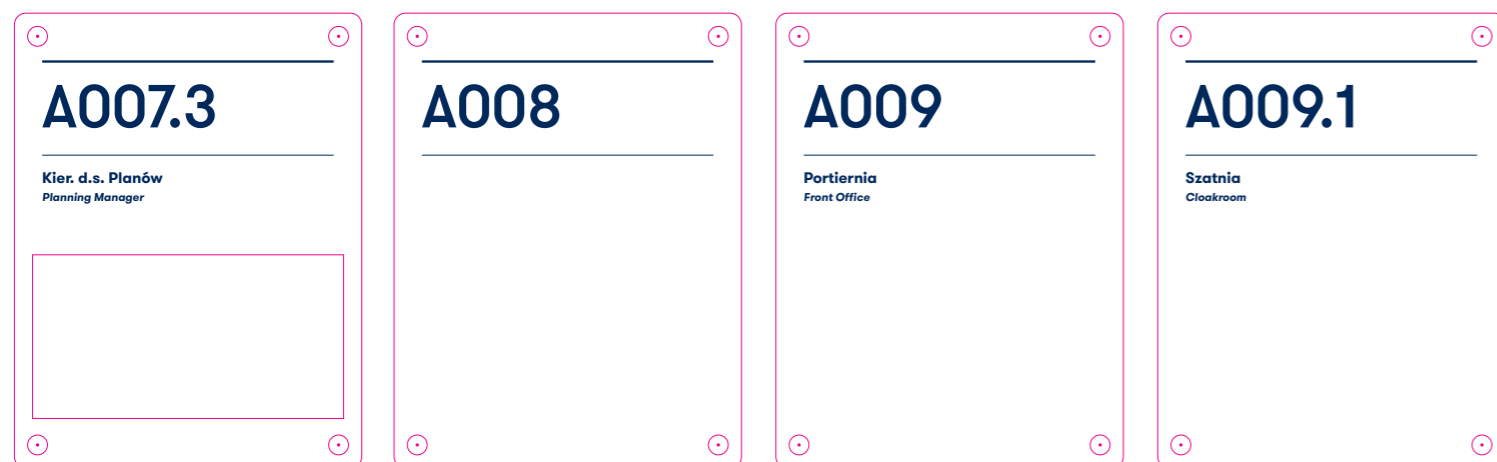 A007.3
Kier. d.s. Planów
Planning Manager
A008
A009
Portiernia
Front Office
A009.1
Szatnia
Cloakroom